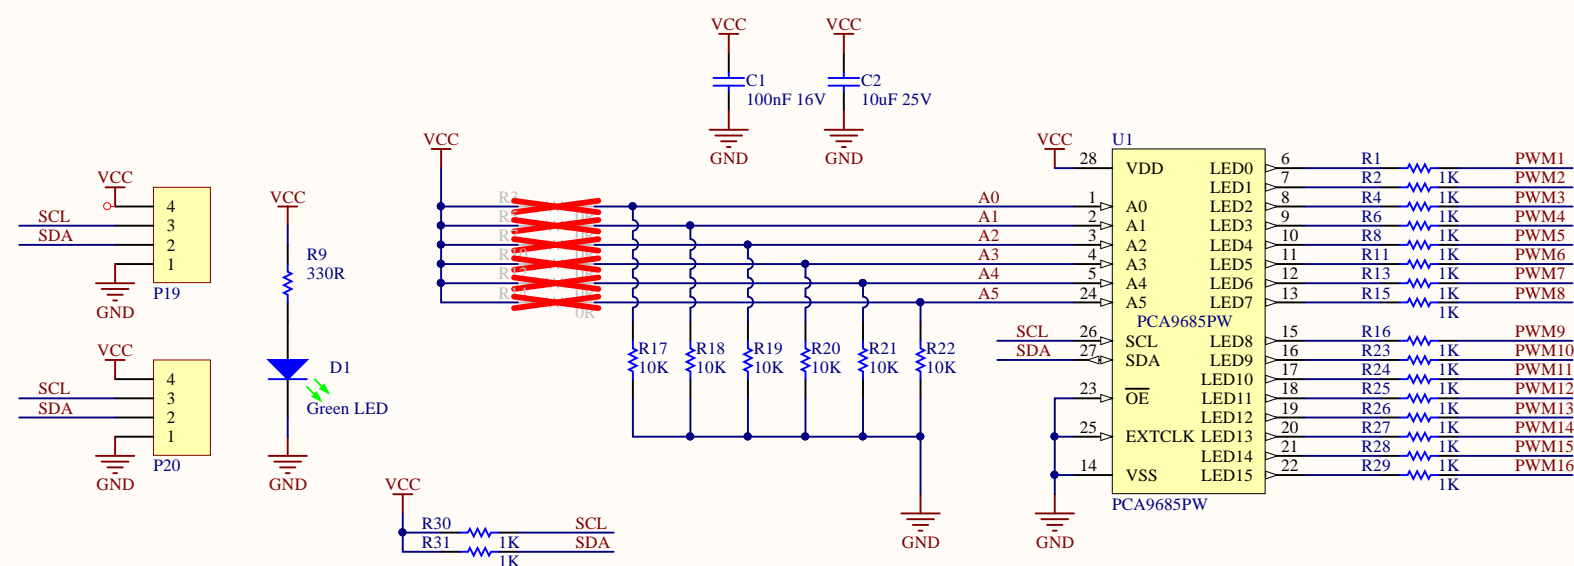 VCC
C1
100nF 16V
GND
VCC
C2
10uF 25V
GND
VCC
4
SCL
3
SDA
2
1
P19
GND
VCC
4
SCL
3
SDA
2
1
P20
GND
VCC
R9
330R
D1
Green LED
GND
VCC
A0
A1
A2
A3
A4
A5
0R
R17
10K
R18
10K
R19
10K
R20
10K
R21
10K
R22
10K
GND
VCC
R30
1K
SCL
R31
1K
SDA
U1
VCC
28 VDD
1 A0
2 A1
3 A2
4 A3
5 A4
24 A5
PCA9685PW
SCL 26 SCL
SDA 27 SDA
23 OE
25 EXTCLK
14 VSS
PCA9685PW
GND
LED0 6 R1 1K PWM1
LED1 7 R2 1K PWM2
LED2 8 R4 1K PWM3
LED3 9 R6 1K PWM4
LED4 10 R8 1K PWM5
LED5 11 R11 1K PWM6
LED6 12 R13 1K PWM7
LED7 13 R15 1K PWM8
LED8 15 R16 1K PWM9
LED9 16 R23 1K PWM10
LED10 17 R24 1K PWM11
LED11 18 R25 1K PWM12
LED12 19 R26 1K PWM13
LED13 20 R27 1K PWM14
LED14 21 R28 1K PWM15
LED15 22 R29 1K PWM16